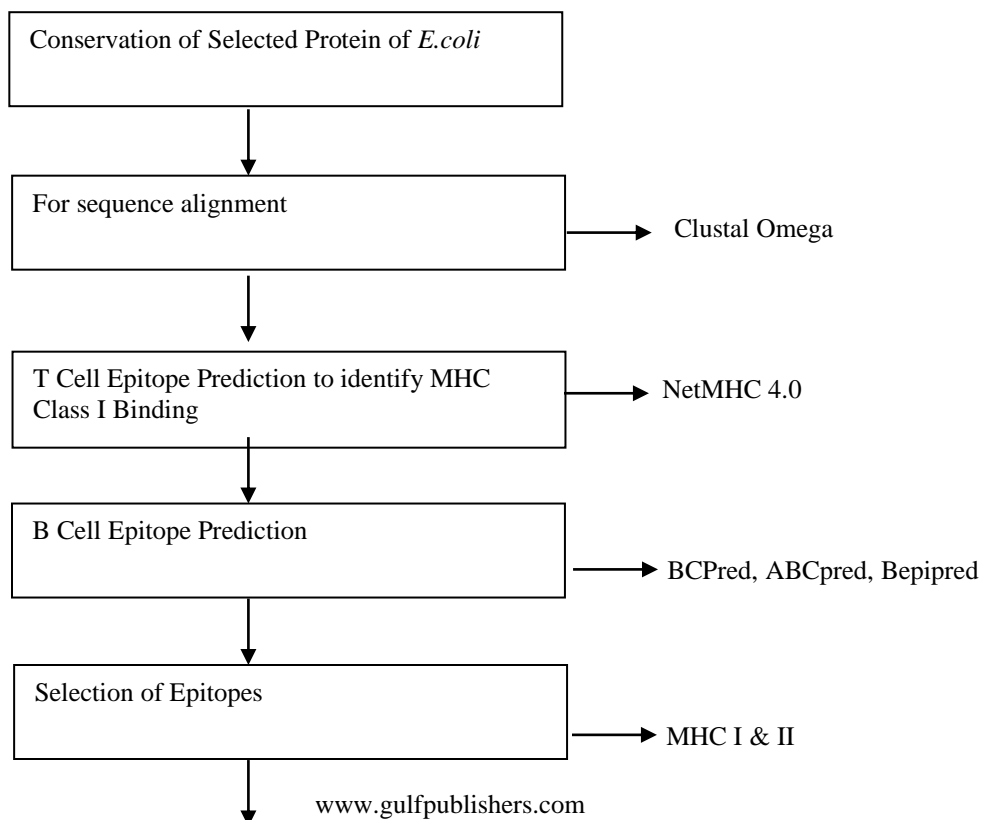 Conservation of Selected Protein of E.coli
For sequence alignment
Clustal Omega
T Cell Epitope Prediction to identify MHC
Class I Binding
NetMHC 4.0
B Cell Epitope Prediction
BCPred, ABCpred, Bepipred
Selection of Epitopes
MHC I & II
www.gulfpublishers.com